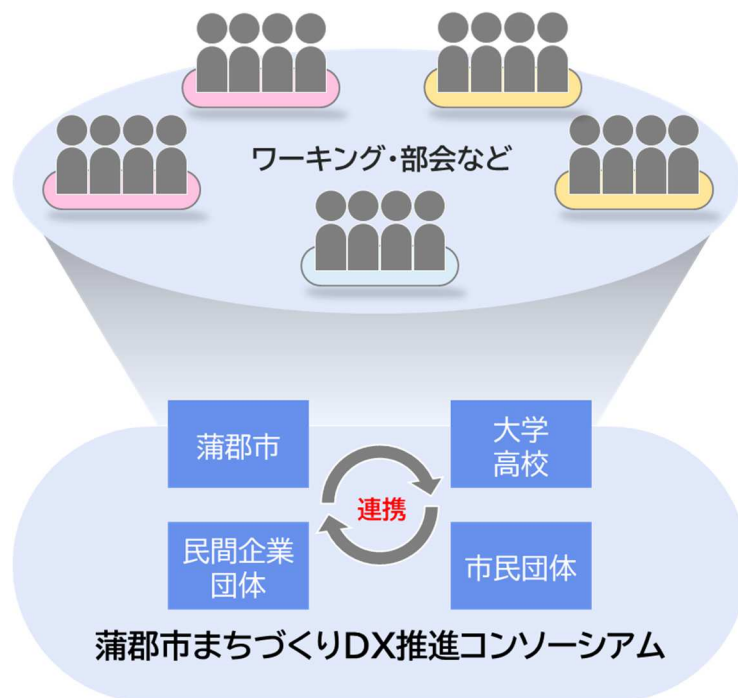 ワーキング・部会など
蒲郡市
大学
高校
連携
民間企業
団体
市民団体
蒲郡市まちづくりDX推進コンソーシアム